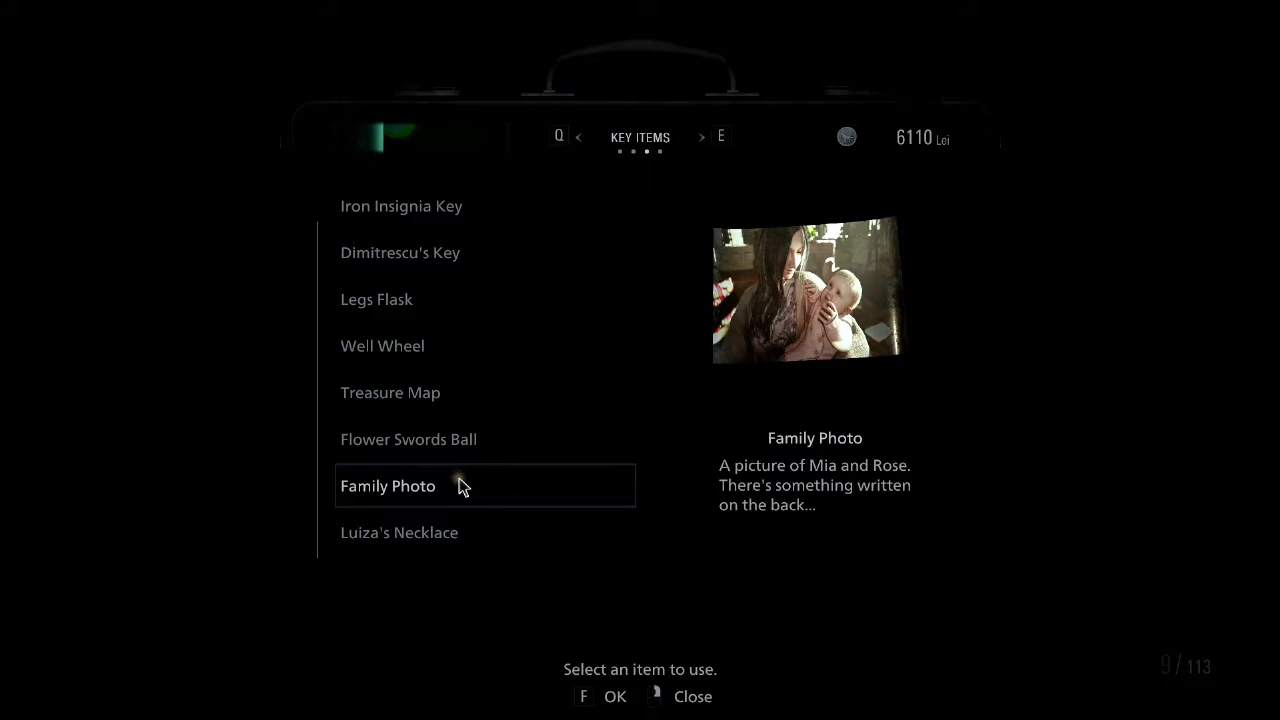 Q < KEY ITEMS > E
6110 Lei
Iron Insignia Key
Dimitrescu's Key
Legs Flask
Well Wheel
Treasure Map
Flower Swords Ball
Family Photo
Luiza's Necklace
Family Photo
A picture of Mia and Rose.
There's something written
on the back...
9/113
Select an item to use.
F OK Close